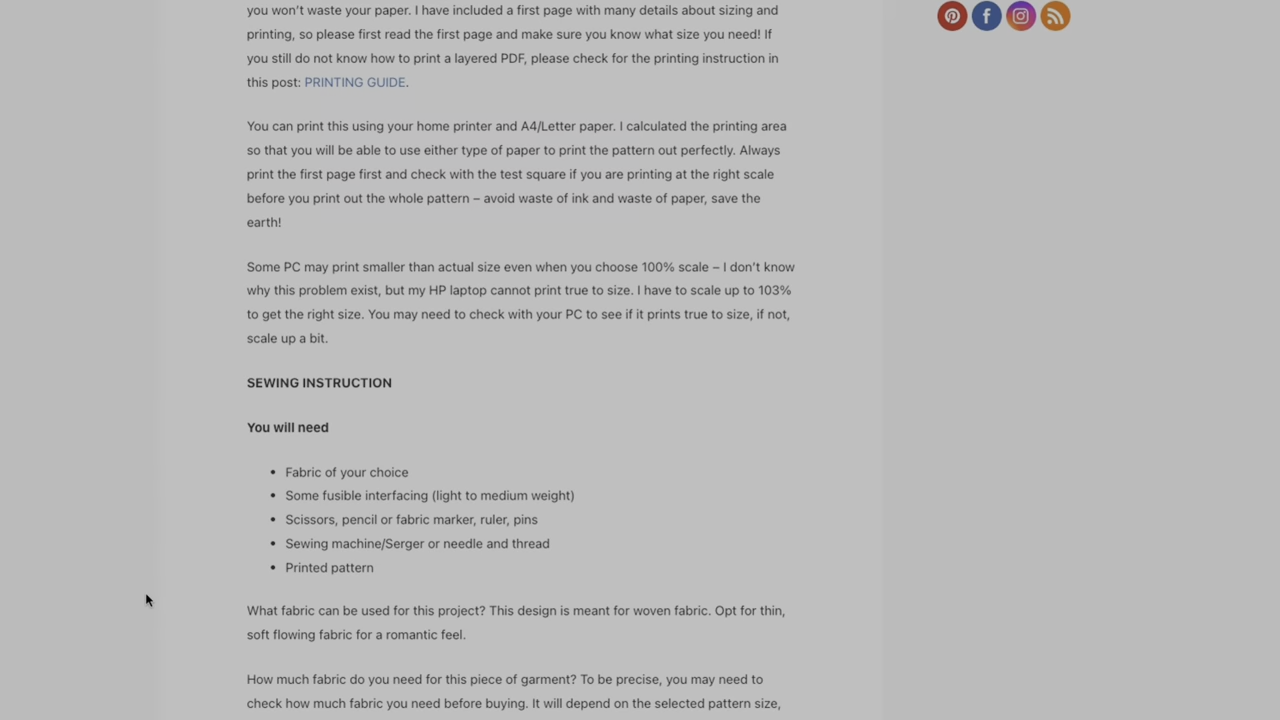 you won't waste your paper. I have included a first page with many details about sizing and
printing, so please first read the first page and make sure you know what size you need! If
you still do not know how to print a layered PDF, please check for the printing instruction in
this post: PRINTING GUIDE.
You can print this using your home printer and A4/Letter paper. I calculated the printing area
so that you will be able to use either type of paper to print the pattern out perfectly. Always
print the first page first and check with the test square if you are printing at the right scale
before you print out the whole pattern – avoid waste of ink and waste of paper, save the
earth!
Some PC may print smaller than actual size even when you choose 100% scale – I don't know
why this problem exist, but my HP laptop cannot print true to size. I have to scale up to 103%
to get the right size. You may need to check with your PC to see if it prints true to size, if not,
scale up a bit.
SEWING INSTRUCTION
You will need
• Fabric of your choice
• Some fusible interfacing (light to medium weight)
• Scissors, pencil or fabric marker, ruler, pins
• Sewing machine/Serger or needle and thread
• Printed pattern
What fabric can be used for this project? This design is meant for woven fabric. Opt for thin,
soft flowing fabric for a romantic feel.
How much fabric do you need for this piece of garment? To be precise, you may need to
check how much fabric you need before buying. It will depend on the selected pattern size,